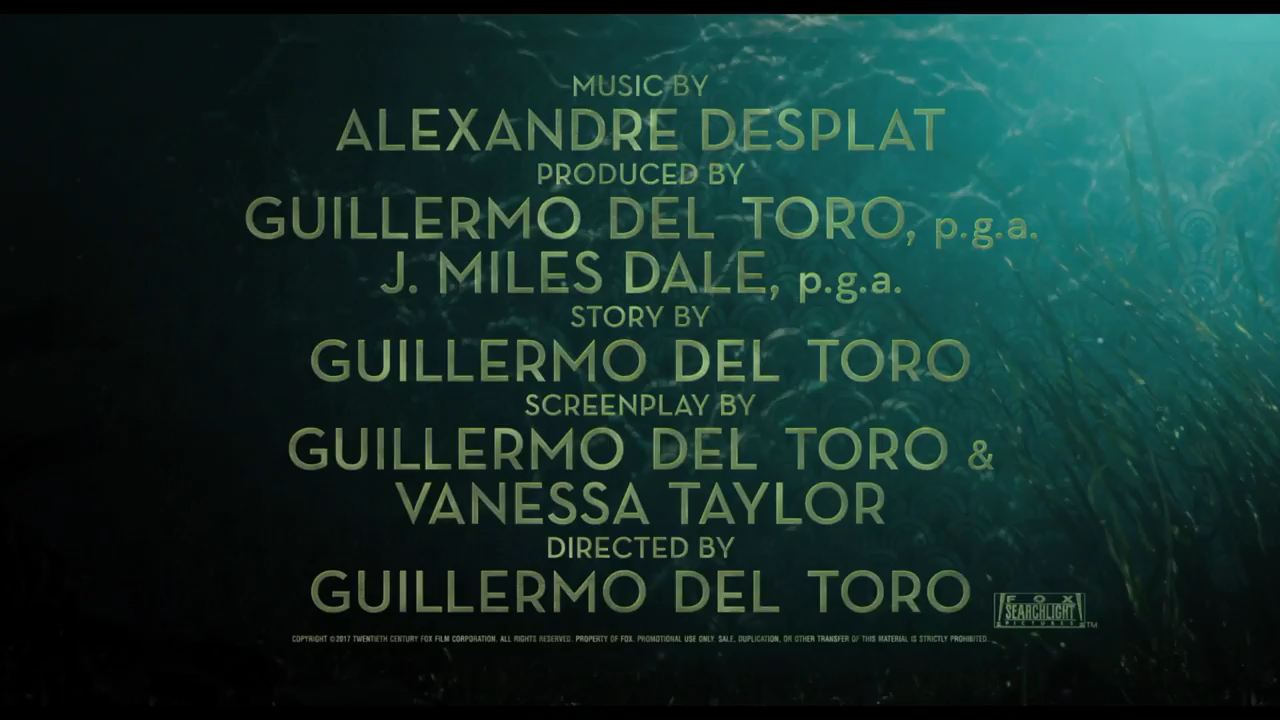 MUSIC BY
ALEXANDRE DESPLAT
PRODUCED BY
GUILLERMO DEL TORO, p.g.a.
J. MILES DALE, p.g.a.
STORY BY
GUILLERMO DEL TORO
SCREENPLAY BY
GUILLERMO DEL TORO &
VANESSA TAYLOR
DIRECTED BY
GUILLERMO DEL TORO
FOX
SEARCHLIGHT
PICTURES TM
COPYRIGHT ©2017 TWENTIETH CENTURY FOX FILM CORPORATION. ALL RIGHTS RESERVED. PROPERTY OF FOX. PROMOTIONAL USE ONLY. SALE, DUPLICATION, OR OTHER TRANSFER OF THIS MATERIAL IS STRICTLY PROHIBITED.